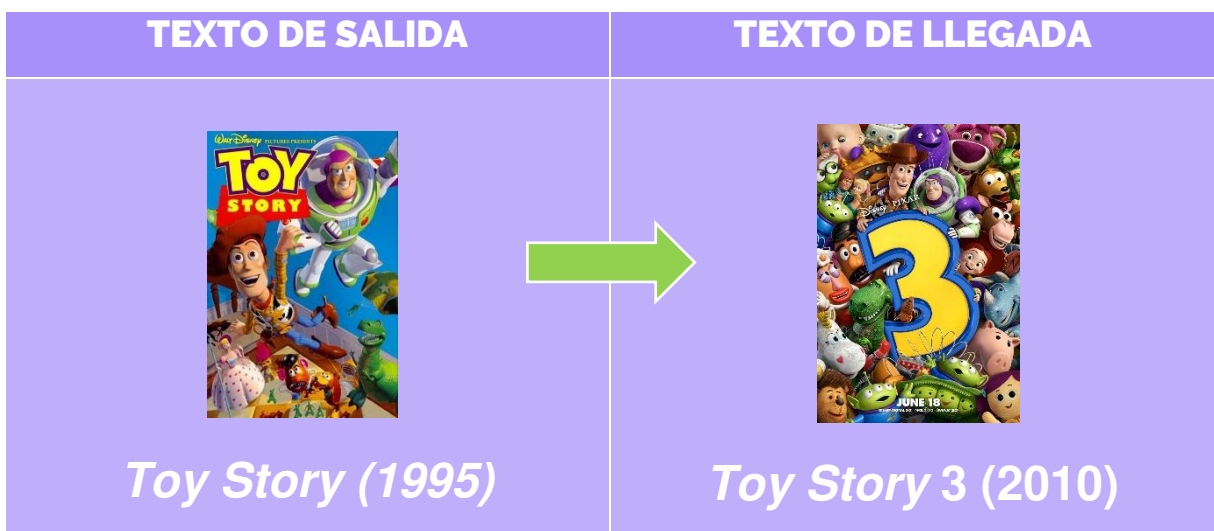 TEXTO DE SALIDA
TEXTO DE LLEGADA
WALT DISNEY PICTURES PRESENTS
TOY
STORY
Disney PIXAR
3
JUNE 18
Toy Story (1995)
Toy Story 3 (2010)